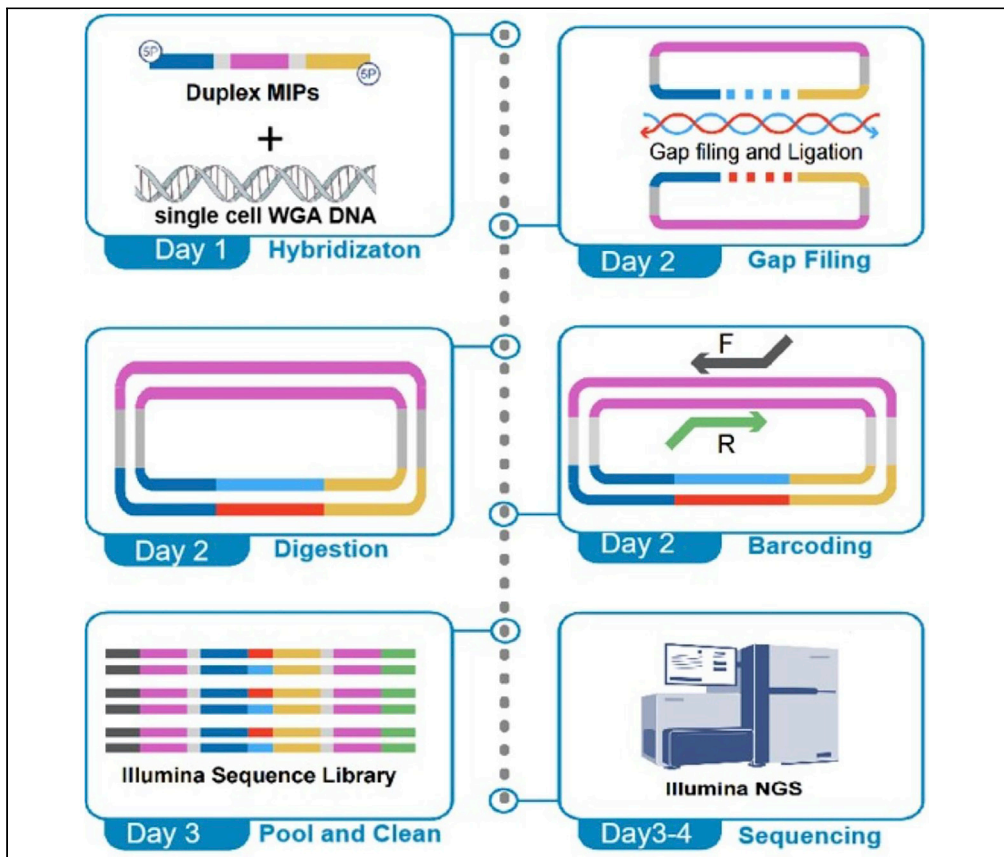 5P
5P
Duplex MIPs
+
single cell WGA DNA
Day 1 Hybridizaton
Gap filing and Ligation
Day 2 Gap Filing
Day 2 Digestion
F
R
Day 2 Barcoding
Illumina Sequence Library
Day 3 Pool and Clean
Illumina NGS
Day3-4 Sequencing